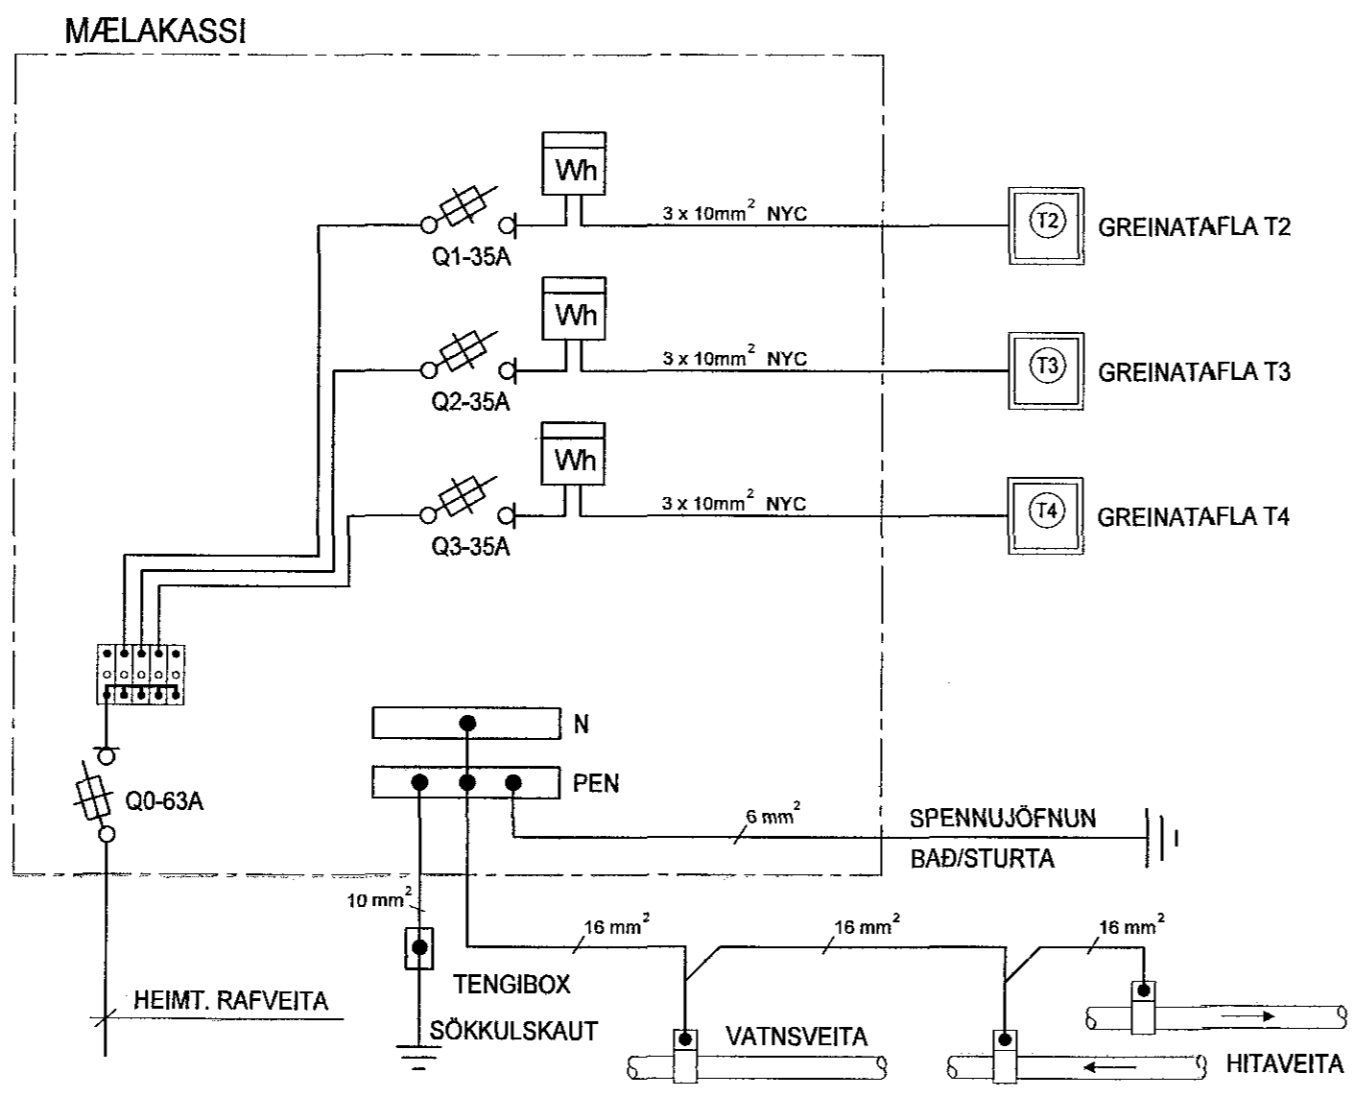 MÆLAKASSI
Wh
3 x 10mm² NYC
T2
GREINATAFLA T2
Q1-35A
Wh
3 x 10mm² NYC
T3
GREINATAFLA T3
Q2-35A
Wh
3 x 10mm² NYC
T4
GREINATAFLA T4
Q3-35A
N
PEN
Q0-63A
6 mm²
SPENNUJÖFNUN
BAÐ/STURTA
10 mm²
16 mm²
16 mm²
16 mm²
TENGIBOX
HEIMT. RAFVEITA
SÖKKULSKAUT
VATNSVEITA
HITAVEITA